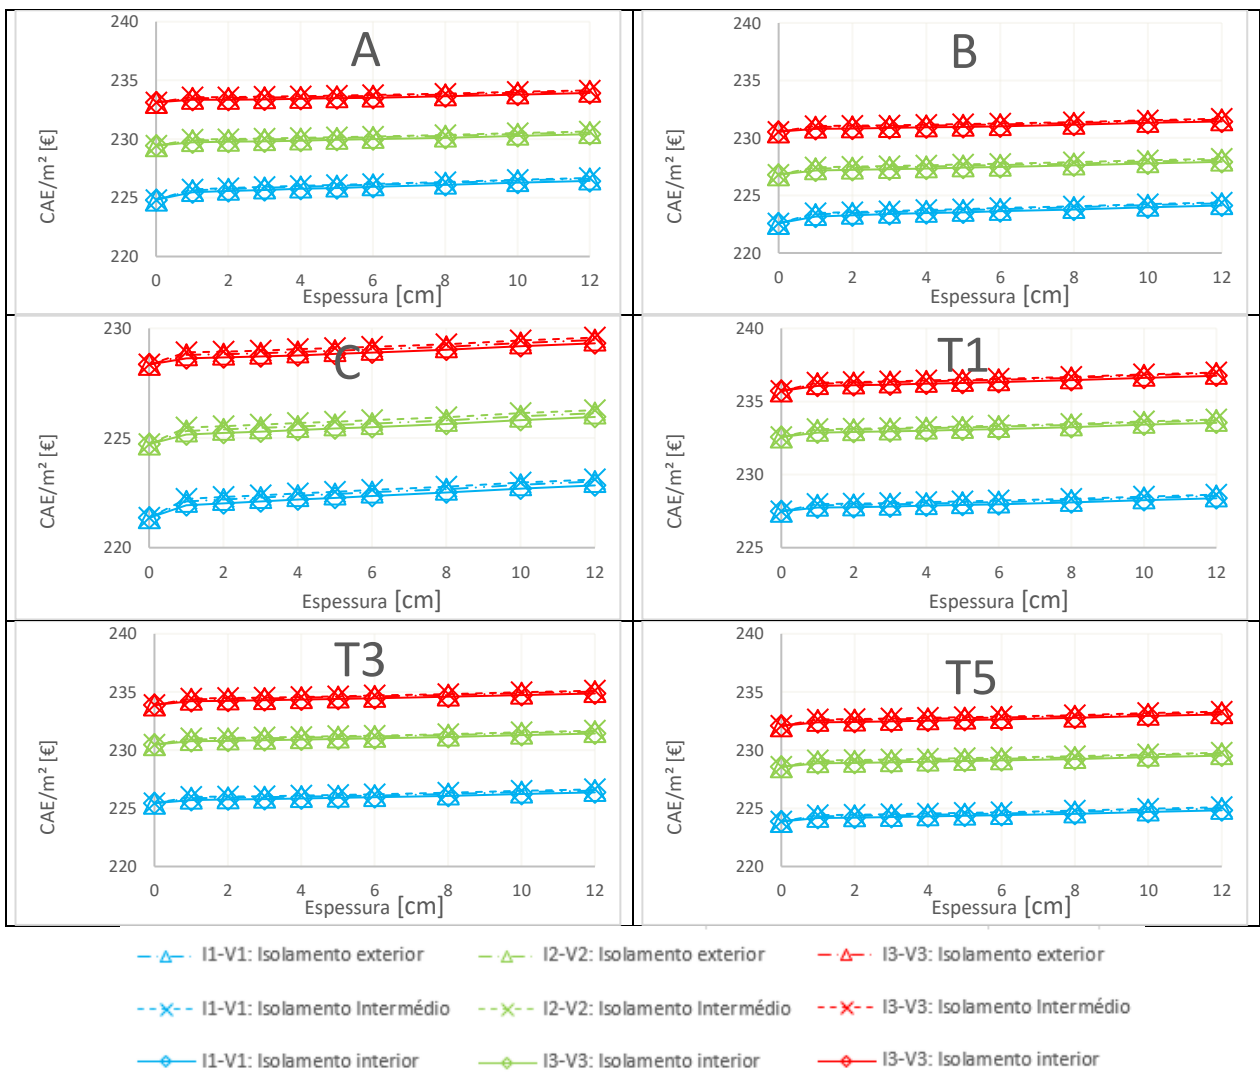 A
CAE/m² [€]
240
235
230
225
220
0 2 4 6 8 10 12
Espessura [cm]
B
CAE/m² [€]
240
235
230
225
220
0 2 4 6 8 10 12
Espessura [cm]
C
CAE/m² [€]
230
225
220
0 2 4 6 8 10 12
Espessura [cm]
T1
CAE/m² [€]
240
235
230
225
0 2 4 6 8 10 12
Espessura [cm]
T3
CAE/m² [€]
240
235
230
225
220
0 2 4 6 8 10 12
Espessura [cm]
T5
CAE/m² [€]
240
235
230
225
220
0 2 4 6 8 10 12
Espessura [cm]
I1-V1: Isolamento exterior I2-V2: Isolamento exterior I3-V3: Isolamento exterior
I1-V1: Isolamento Intermédio I2-V2: Isolamento Intermédio I3-V3: Isolamento Intermédio
I1-V1: Isolamento interior I3-V3: Isolamento interior I3-V3: Isolamento interior